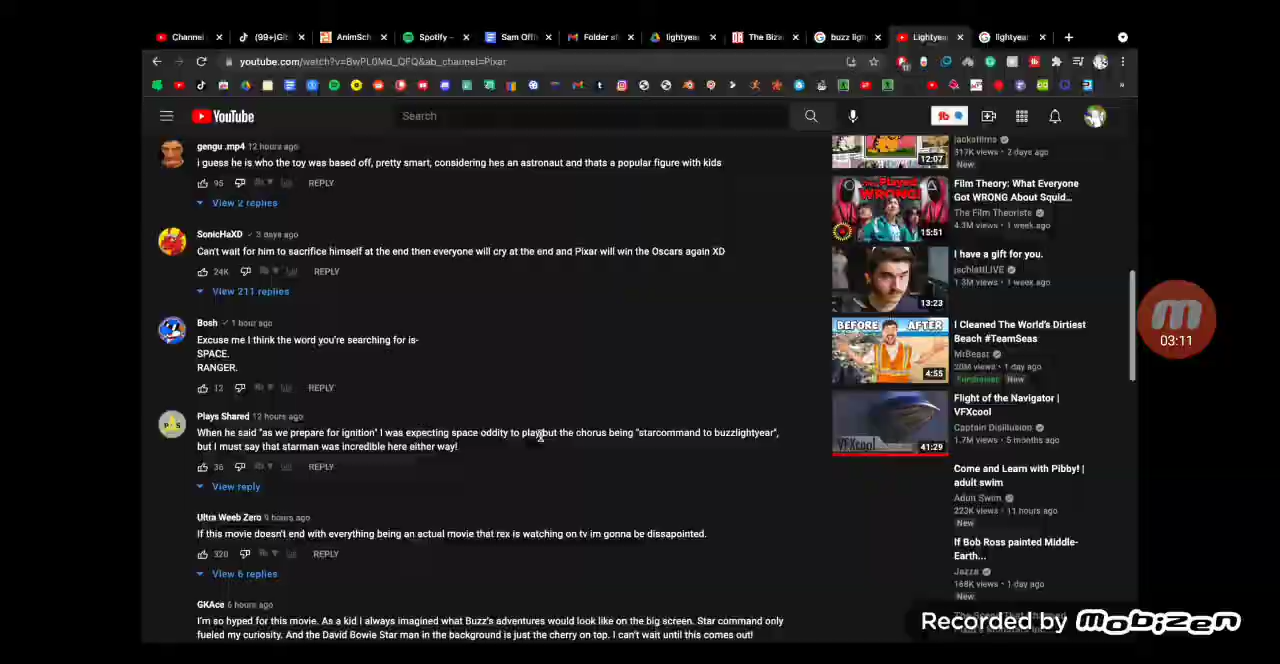 Channel
(99+)Gl
AnimSch
Spotify –
Sam Offi
Folder sf
lightyea
The Biza
buzz ligh
Lightyea
lightyear
youtube.com/watch?v=BwPL0Md_QFQ&ab_channel=Pixar
YouTube
Search
gengu .mp4 12 hours ago
i guess he is who the toy was based off, pretty smart, considering hes an astronaut and thats a popular figure with kids
95 REPLY
View 2 replies
SonicHaXD 3 days ago
Can't wait for him to sacrifice himself at the end then everyone will cry at the end and Pixar will win the Oscars again XD
24K REPLY
View 211 replies
Bosh 1 hour ago
Excuse me I think the word you're searching for is-
SPACE.
RANGER.
12 REPLY
Plays Shared 12 hours ago
When he said "as we prepare for ignition" I was expecting space oddity to play but the chorus being "starcommand to buzzlightyear",
but I must say that starman was incredible here either way!
36 REPLY
View reply
Ultra Weeb Zero 9 hours ago
If this movie doesn't end with everything being an actual movie that rex is watching on tv im gonna be dissapointed.
320 REPLY
View 6 replies
GKAce 6 hours ago
I'm so hyped for this movie. As a kid I always imagined what Buzz's adventures would look like on the big screen. Star command only
fueled my curiosity. And the David Bowie Star man in the background is just the cherry on top. I can't wait until this comes out!
12:07
jacksfilms
317K views • 2 days ago
New
WRONG!
15:51
Film Theory: What Everyone
Got WRONG About Squid...
The Film Theorists
4.3M views • 1 week ago
13:23
I have a gift for you.
jschlattLIVE
1.3M views • 1 week ago
BEFORE AFTER
4:55
I Cleaned The World's Dirtiest
Beach #TeamSeas
MrBeast
20M views • 1 day ago
Fundraiser New
VFXcool
41:29
Flight of the Navigator |
VFXcool
Captain Disillusion
1.7M views • 5 months ago
Come and Learn with Pibby! |
adult swim
Adult Swim
223K views • 11 hours ago
New
If Bob Ross painted Middle-
Earth...
Jazza
168K views • 1 day ago
New
03:11
Recorded by mobizen